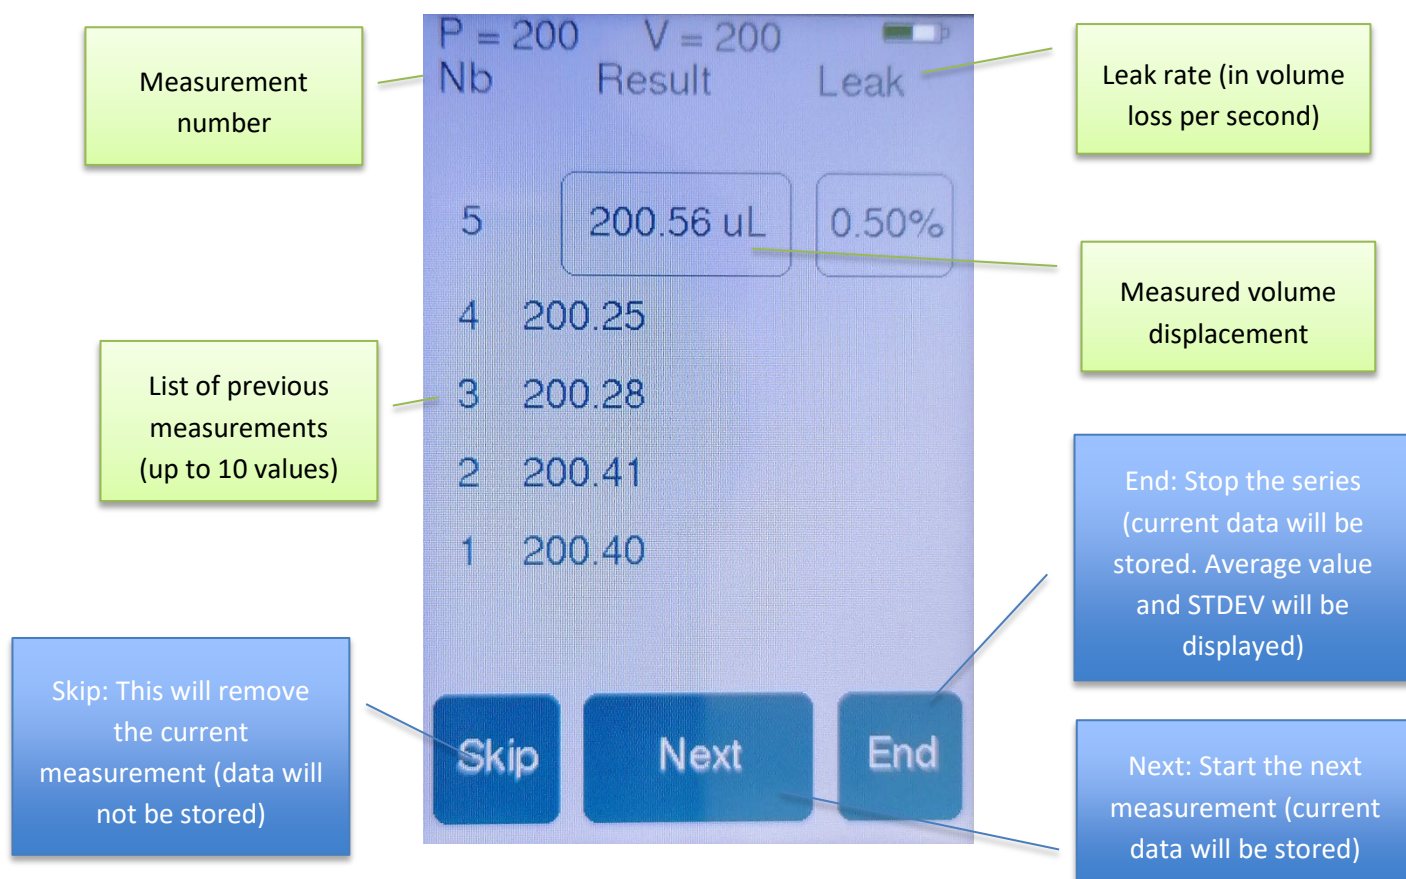 Measurement
number
P = 200 V = 200
Nb Result Leak
Leak rate (in volume
loss per second)
5 200.56 uL 0.50%
Measured volume
displacement
4 200.25
List of previous
measurements
(up to 10 values)
3 200.28
2 200.41
1 200.40
End: Stop the series
(current data will be
stored. Average value
and STDEV will be
displayed)
Skip: This will remove
the current
measurement (data will
not be stored)
Skip Next End
Next: Start the next
measurement (current
data will be stored)